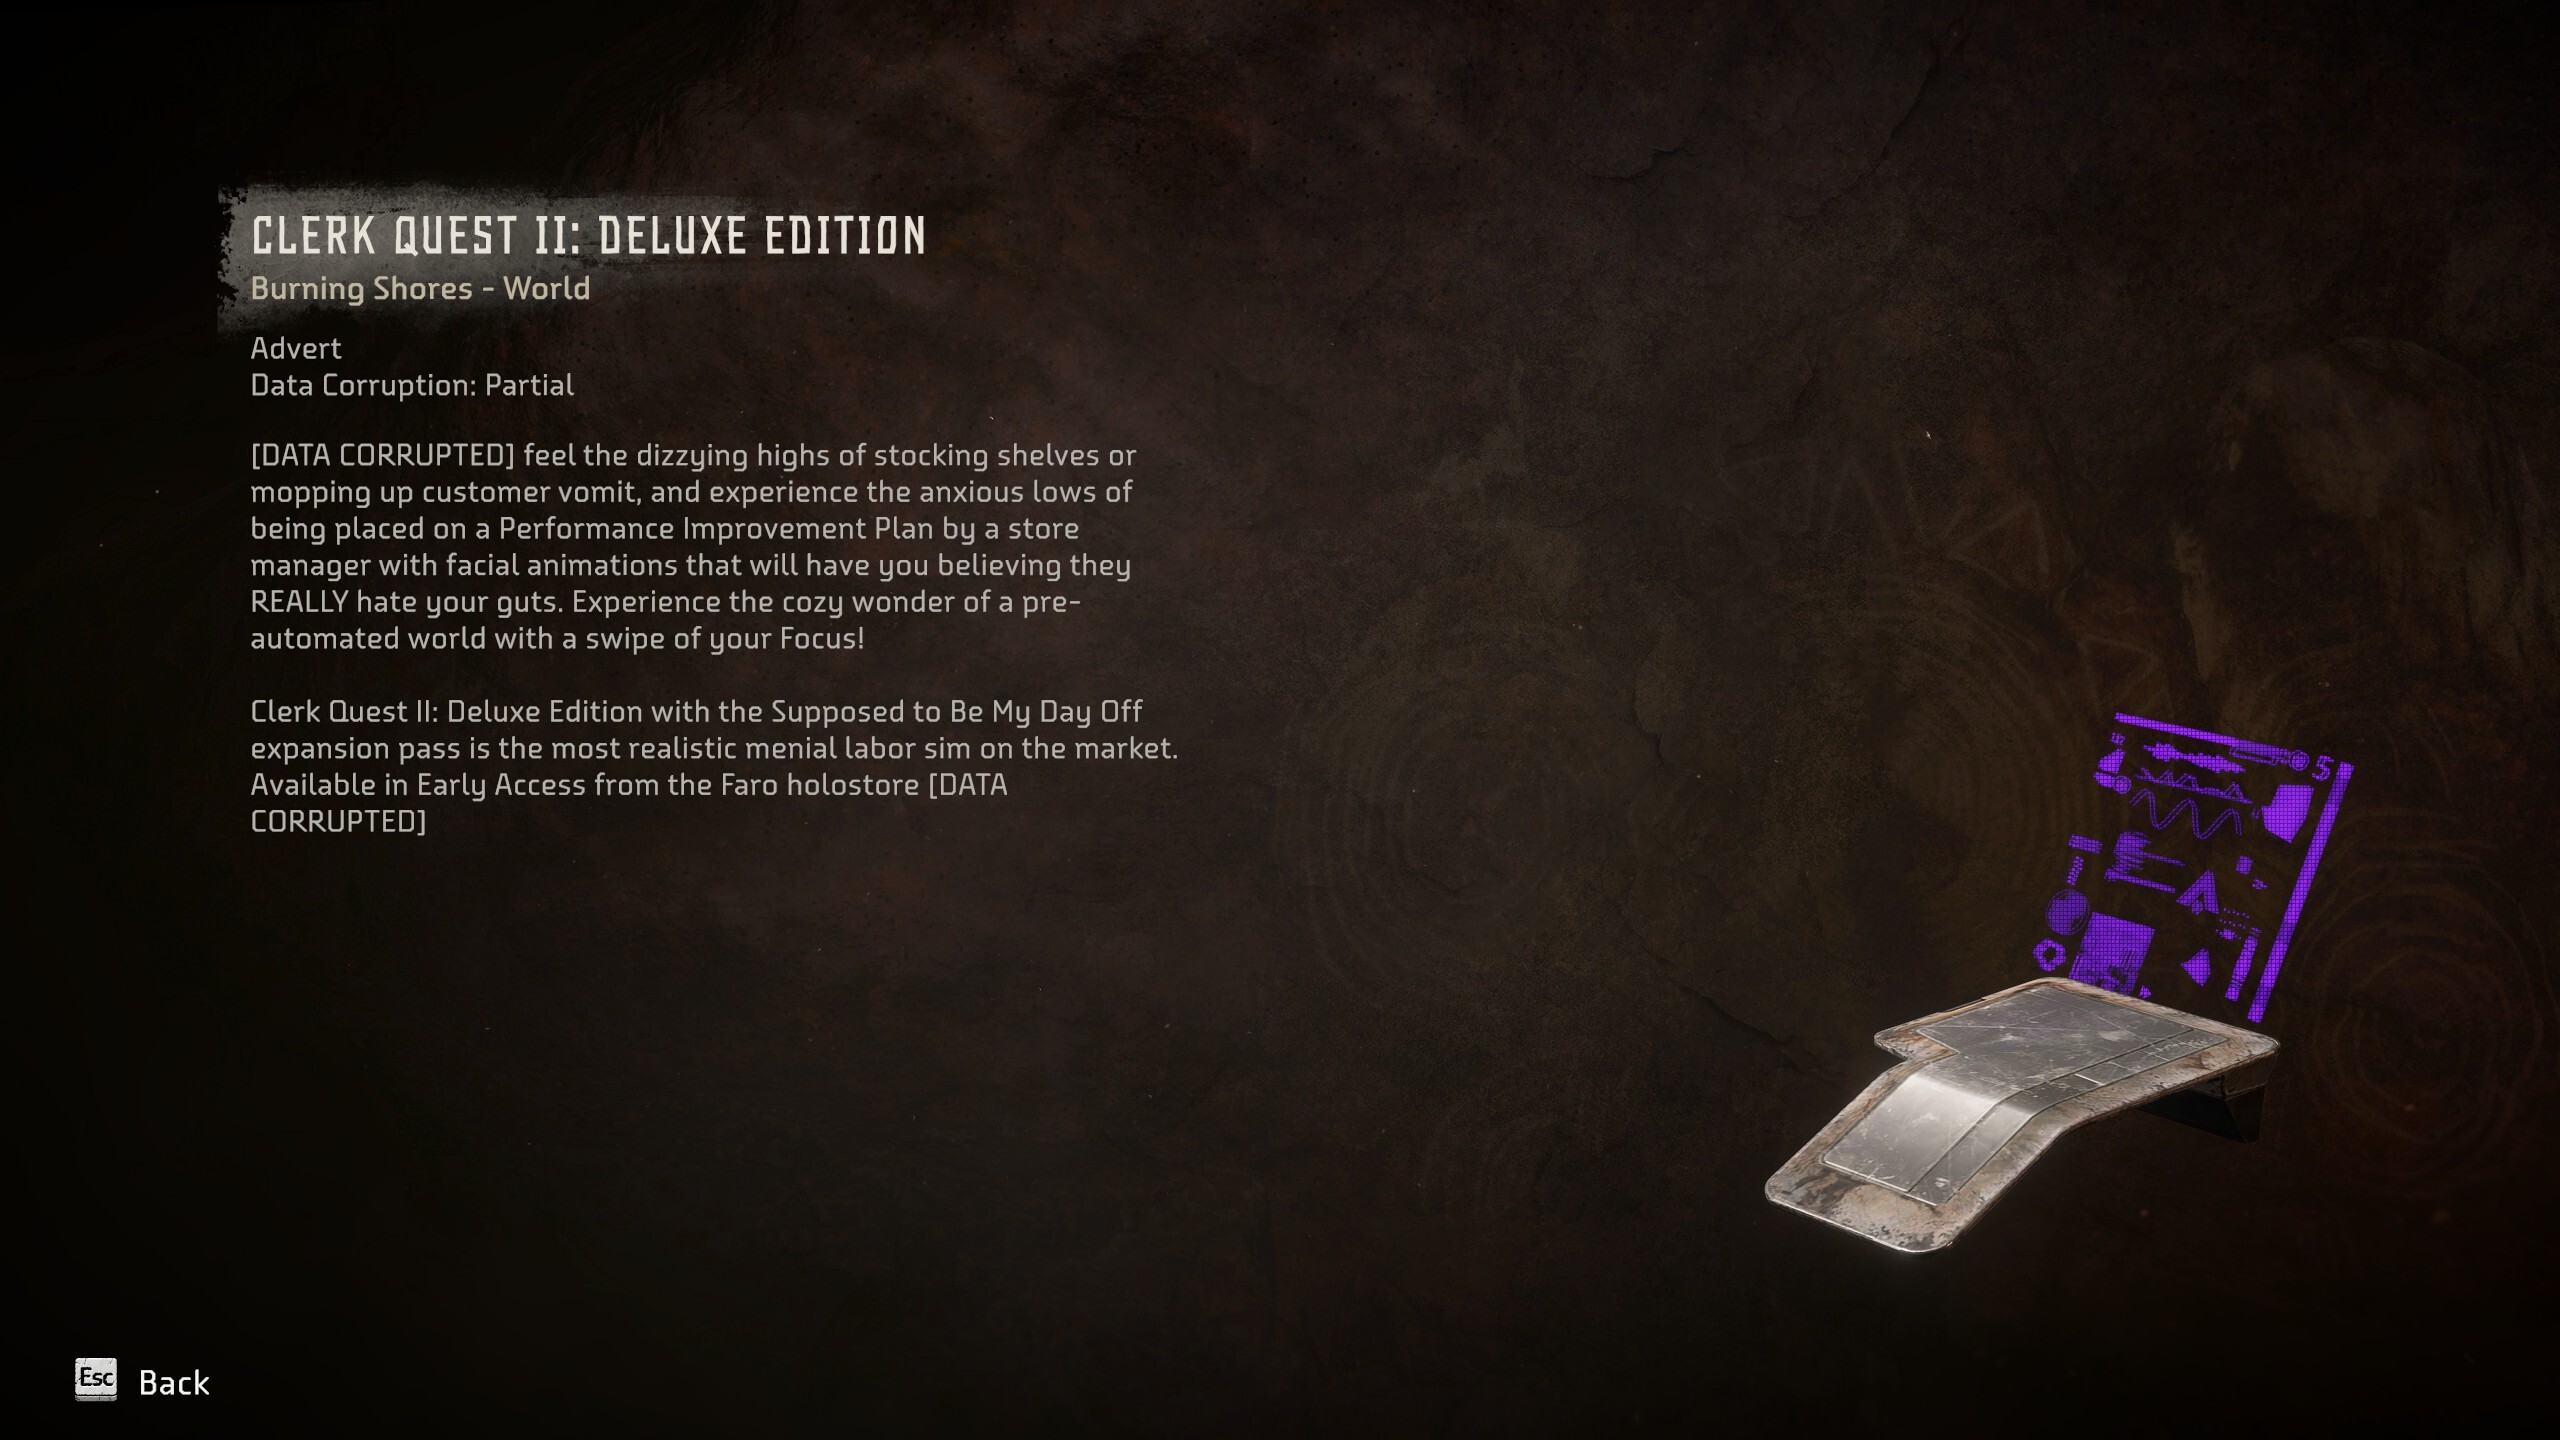 CLERK QUEST II: DELUXE EDITION
Burning Shores - World
Advert
Data Corruption: Partial
[DATA CORRUPTED] feel the dizzying highs of stocking shelves or
mopping up customer vomit, and experience the anxious lows of
being placed on a Performance Improvement Plan by a store
manager with facial animations that will have you believing they
REALLY hate your guts. Experience the cozy wonder of a pre-
automated world with a swipe of your Focus!
Clerk Quest II: Deluxe Edition with the Supposed to Be My Day Off
expansion pass is the most realistic menial labor sim on the market.
Available in Early Access from the Faro holostore [DATA
CORRUPTED]
5
Esc Back